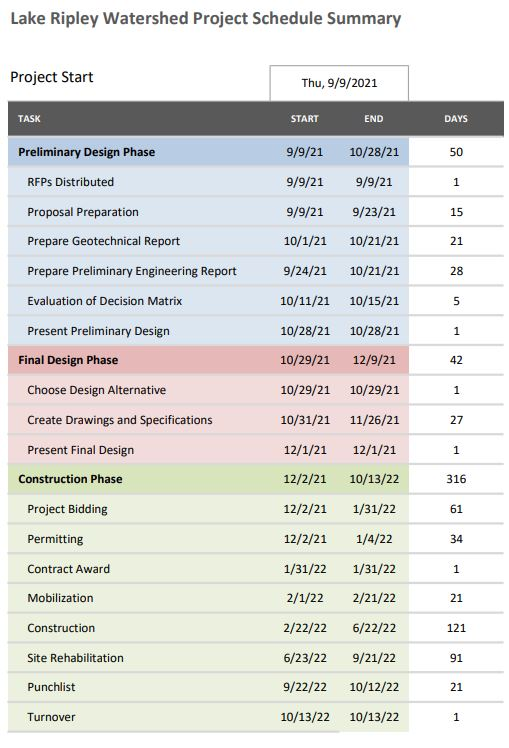 Lake Ripley Watershed Project Schedule Summary
Project Start Thu, 9/9/2021
TASK START END DAYS
Preliminary Design Phase 9/9/21 10/28/21 50
RFPs Distributed 9/9/21 9/9/21 1
Proposal Preparation 9/9/21 9/23/21 15
Prepare Geotechnical Report 10/1/21 10/21/21 21
Prepare Preliminary Engineering Report 9/24/21 10/21/21 28
Evaluation of Decision Matrix 10/11/21 10/15/21 5
Present Preliminary Design 10/28/21 10/28/21 1
Final Design Phase 10/29/21 12/9/21 42
Choose Design Alternative 10/29/21 10/29/21 1
Create Drawings and Specifications 10/31/21 11/26/21 27
Present Final Design 12/1/21 12/1/21 1
Construction Phase 12/2/21 10/13/22 316
Project Bidding 12/2/21 1/31/22 61
Permitting 12/2/21 1/4/22 34
Contract Award 1/31/22 1/31/22 1
Mobilization 2/1/22 2/21/22 21
Construction 2/22/22 6/22/22 121
Site Rehabilitation 6/23/22 9/21/22 91
Punchlist 9/22/22 10/12/22 21
Turnover 10/13/22 10/13/22 1